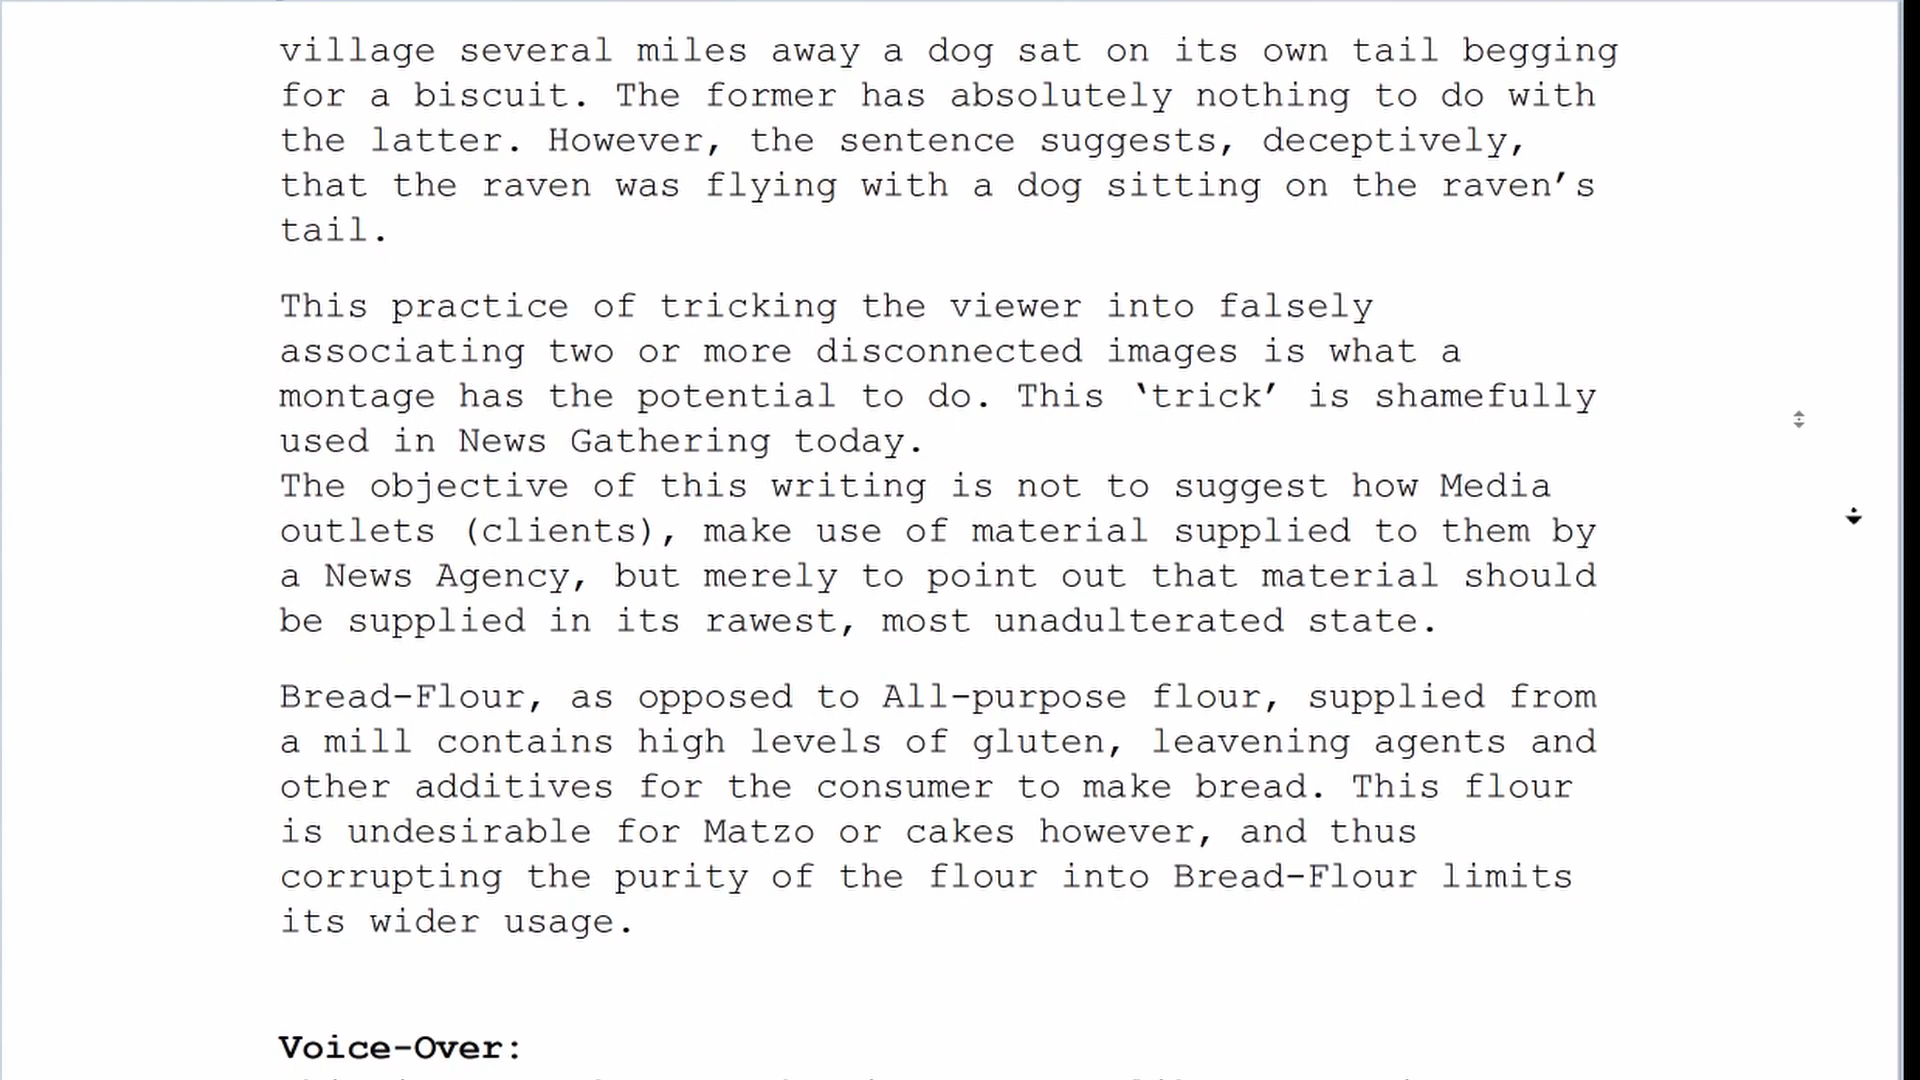 village several miles away a dog sat on its own tail begging
for a biscuit. The former has absolutely nothing to do with
the latter. However, the sentence suggests, deceptively,
that the raven was flying with a dog sitting on the raven’s
tail.
This practice of tricking the viewer into falsely
associating two or more disconnected images is what a
montage has the potential to do. This ‘trick’ is shamefully
used in News Gathering today.
The objective of this writing is not to suggest how Media
outlets (clients), make use of material supplied to them by
a News Agency, but merely to point out that material should
be supplied in its rawest, most unadulterated state.
Bread-Flour, as opposed to All-purpose flour, supplied from
a mill contains high levels of gluten, leavening agents and
other additives for the consumer to make bread. This flour
is undesirable for Matzo or cakes however, and thus
corrupting the purity of the flour into Bread-Flour limits
its wider usage.
Voice-Over: